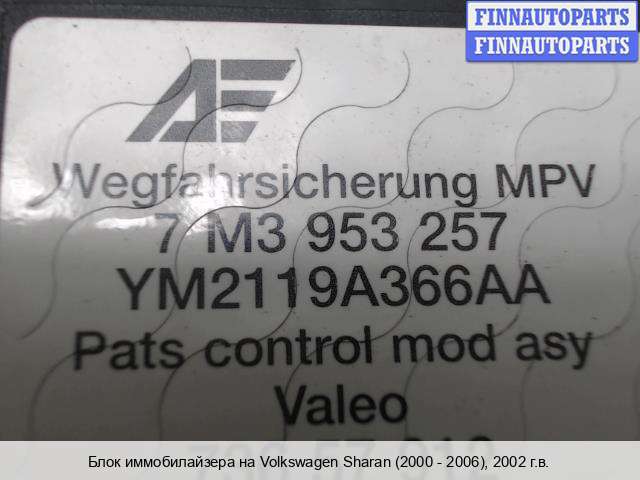 FINNAUTOPARTS
FINNAUTOPARTS
AE
Wegfahrsicherung MPV
7 M3 953 257
YM2119A366AA
Pats control mod asy
Valeo
Блок иммобилайзера на Volkswagen Sharan (2000 - 2006), 2002 г.в.